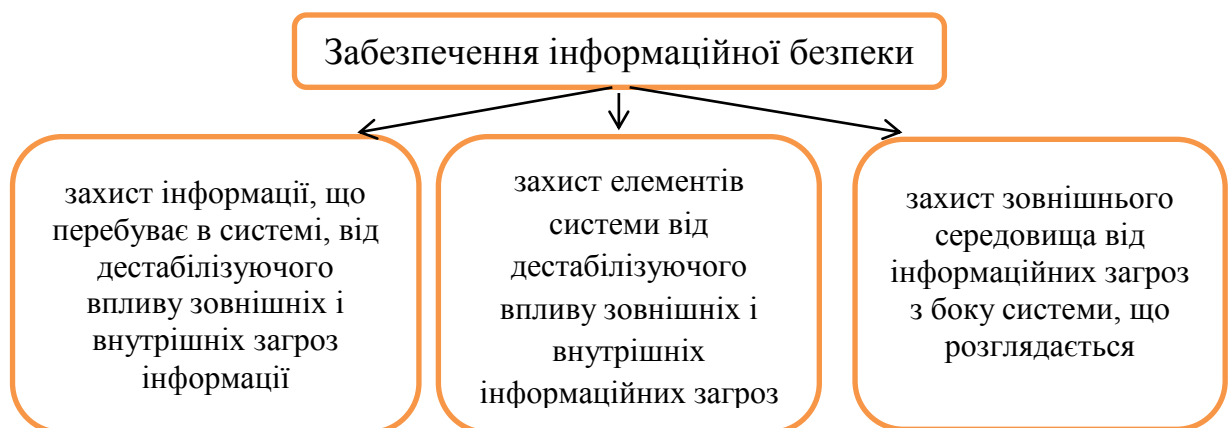 Забезпечення інформаційної безпеки
захист інформації, що
перебуває в системі, від
дестабілізуючого
впливу зовнішніх і
внутрішніх загроз
інформації
захист елементів
системи від
дестабілізуючого
впливу зовнішніх і
внутрішніх
інформаційних загроз
захист зовнішнього
середовища від
інформаційних загроз
з боку системи, що
розглядається